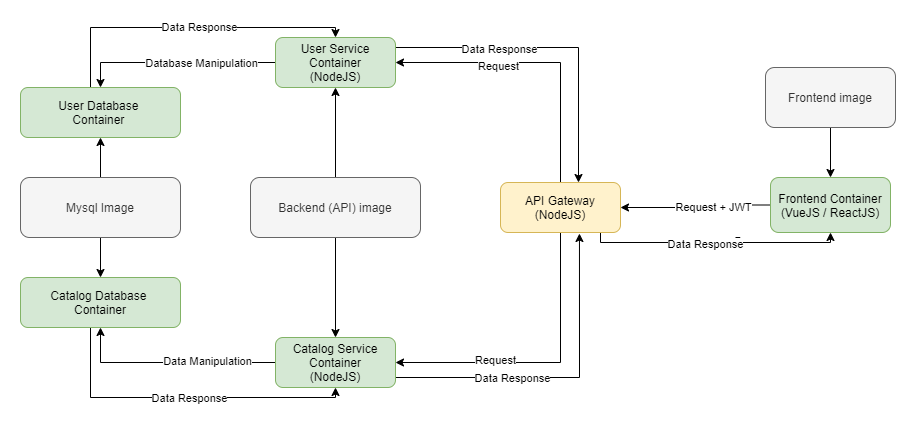 Data Response
User Service
Container
(NodeJS)
Data Response
Database Manipulation
Request
Frontend image
User Database
Container
Mysql Image
Backend (API) image
API Gateway
(NodeJS)
Request + JWT
Frontend Container
(VueJS / ReactJS)
Data Response
Catalog Database
Container
Catalog Service
Container
(NodeJS)
Data Manipulation
Request
Data Response
Data Response